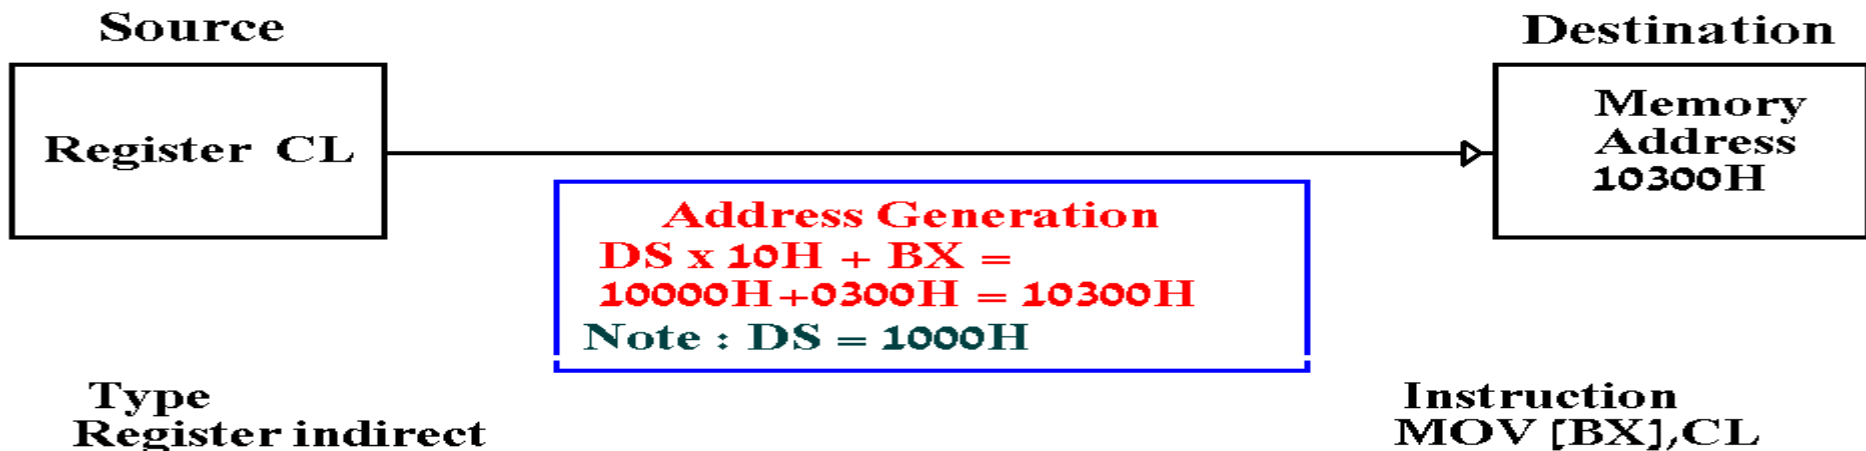 Source
Destination
Register CL
Memory
Address
10300H
Address Generation
DS x 10H + BX =
10000H+0300H = 10300H
Note : DS = 1000H
Type
Register indirect
Instruction
MOV [BX],CL